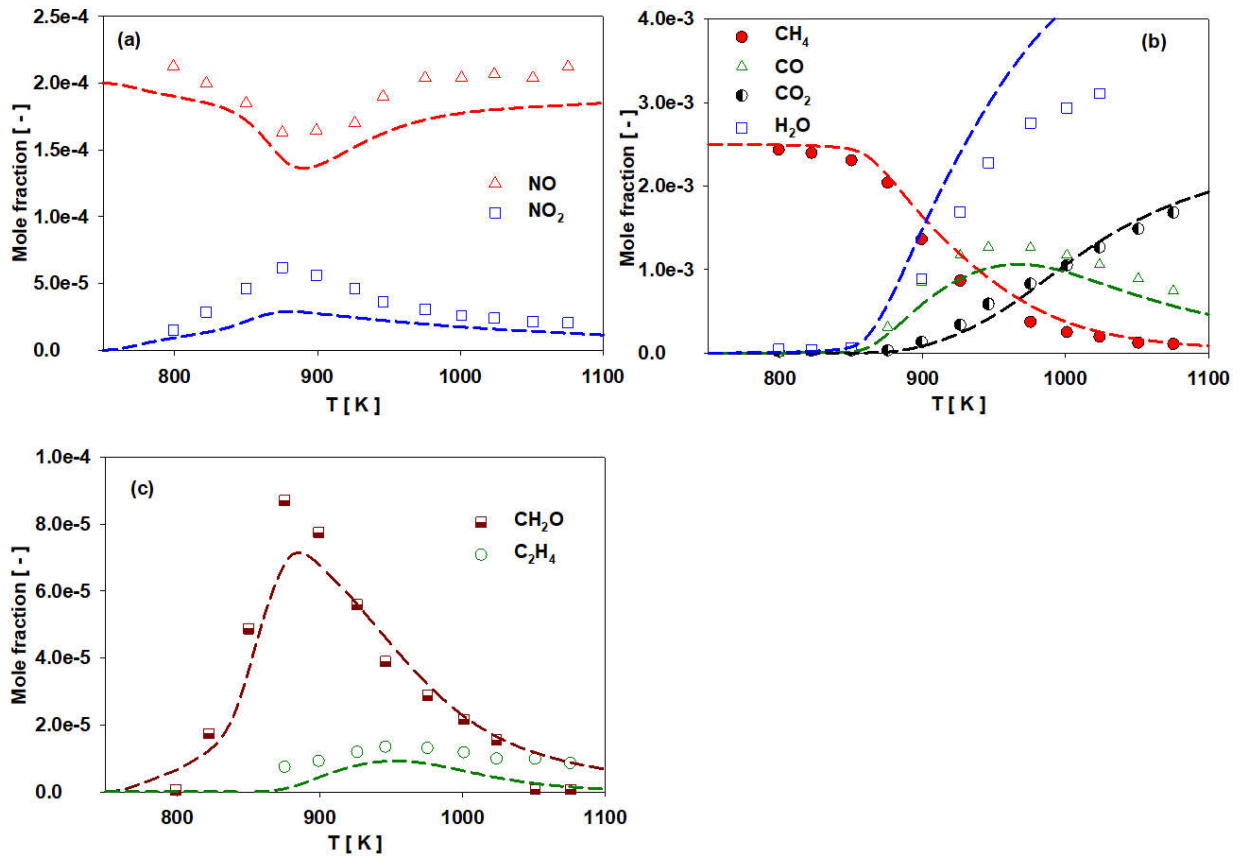 (a)
Mole fraction [ - ]
2.5e-4
2.0e-4
1.5e-4
1.0e-4
5.0e-5
0.0
NO
NO₂
800 900 1000 1100
T [ K ]
(b)
Mole fraction [ - ]
4.0e-3
3.0e-3
2.0e-3
1.0e-3
0.0
CH₄
CO
CO₂
H₂O
800 900 1000 1100
T [ K ]
(c)
Mole fraction [ - ]
1.0e-4
8.0e-5
6.0e-5
4.0e-5
2.0e-5
0.0
CH₂O
C₂H₄
800 900 1000 1100
T [ K ]